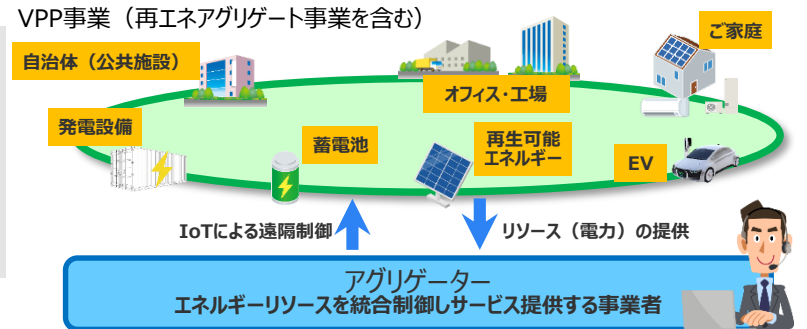 VPP事業（再エネアグリゲート事業を含む）
ご家庭
自治体（公共施設）
オフィス・工場
発電設備
蓄電池
再生可能
エネルギー
EV
IoTによる遠隔制御
リソース（電力）の提供
アグリゲーター
エネルギーリソースを統合制御しサービス提供する事業者